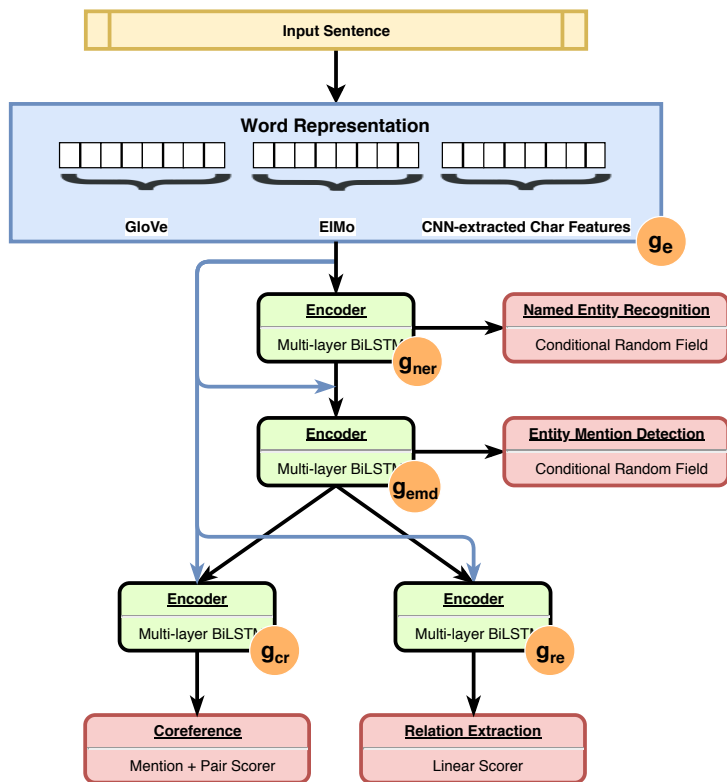 Input Sentence
Word Representation
GloVe
ElMo
CNN-extracted Char Features
ge
Encoder
Multi-layer BiLSTM
gner
Named Entity Recognition
Conditional Random Field
Encoder
Multi-layer BiLSTM
gemd
Entity Mention Detection
Conditional Random Field
Encoder
Multi-layer BiLSTM
gcr
Encoder
Multi-layer BiLSTM
gre
Coreference
Mention + Pair Scorer
Relation Extraction
Linear Scorer